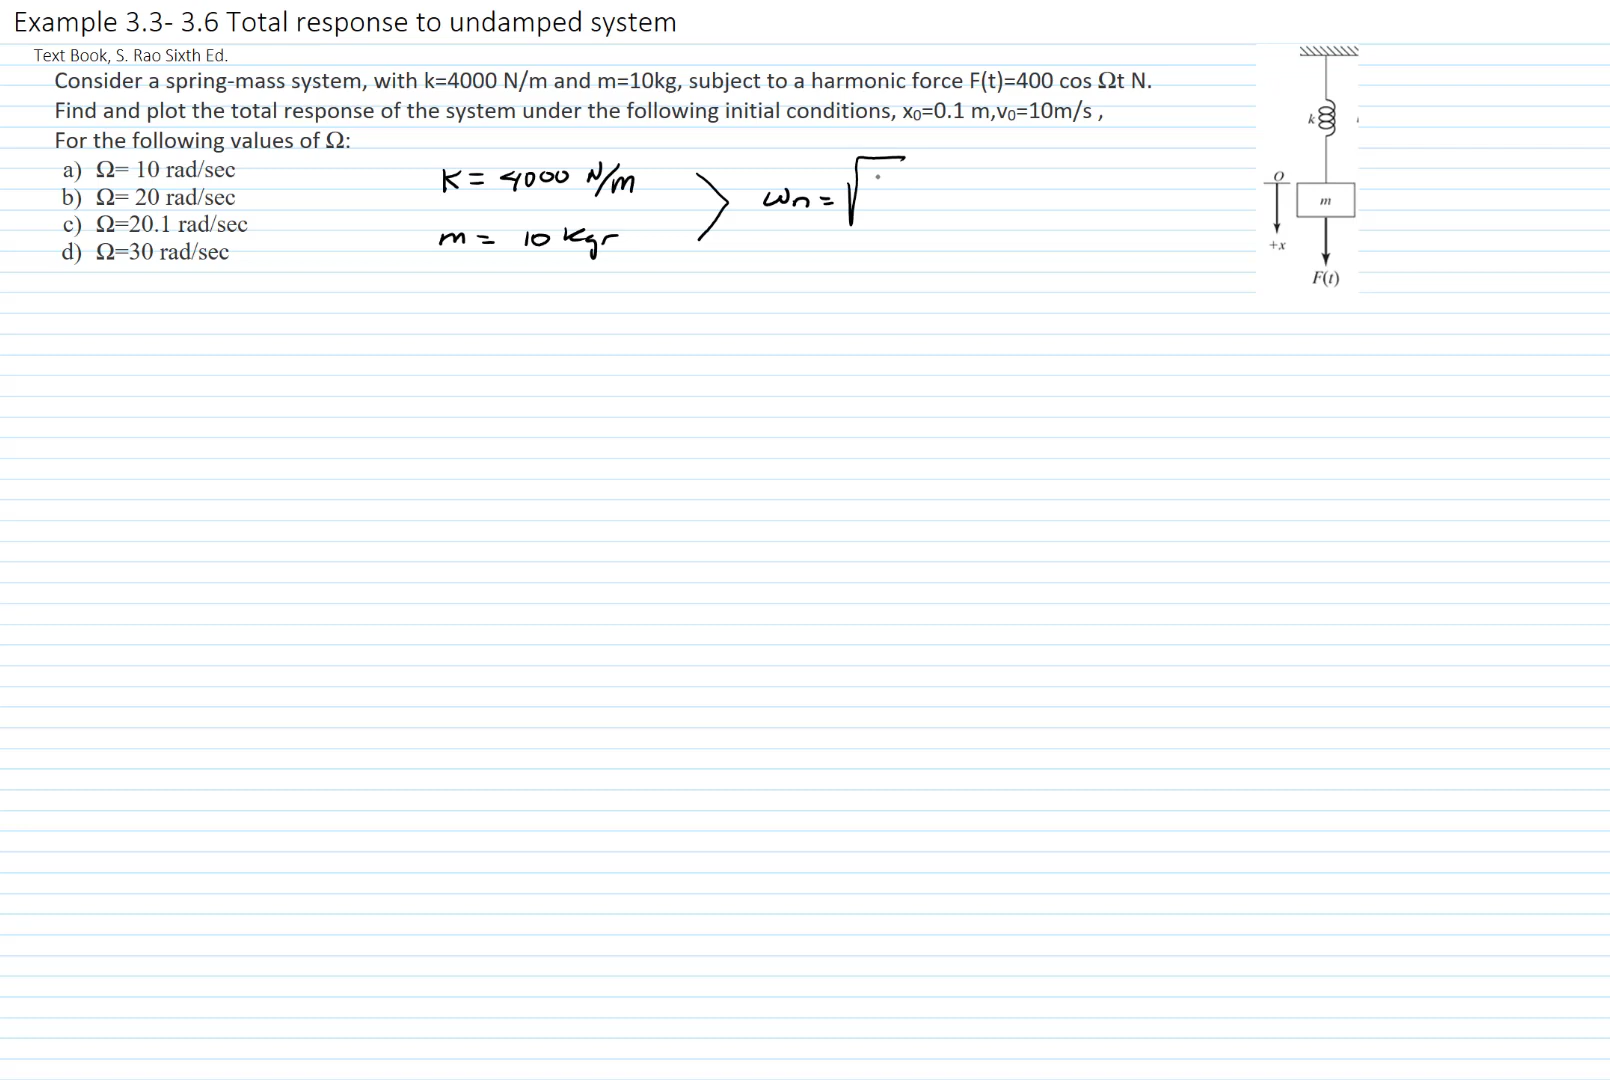 Example 3.3- 3.6 Total response to undamped system
Text Book, S. Rao Sixth Ed.
Consider a spring-mass system, with k=4000 N/m and m=10kg, subject to a harmonic force F(t)=400 cos Ωt N.
Find and plot the total response of the system under the following initial conditions, x₀=0.1 m,v₀=10m/s ,
For the following values of Ω:
a) Ω= 10 rad/sec
b) Ω= 20 rad/sec
c) Ω=20.1 rad/sec
d) Ω=30 rad/sec
K = 4000 N/m
m = 10 kgr
ωn = √
k
O
m
+x
F(t)